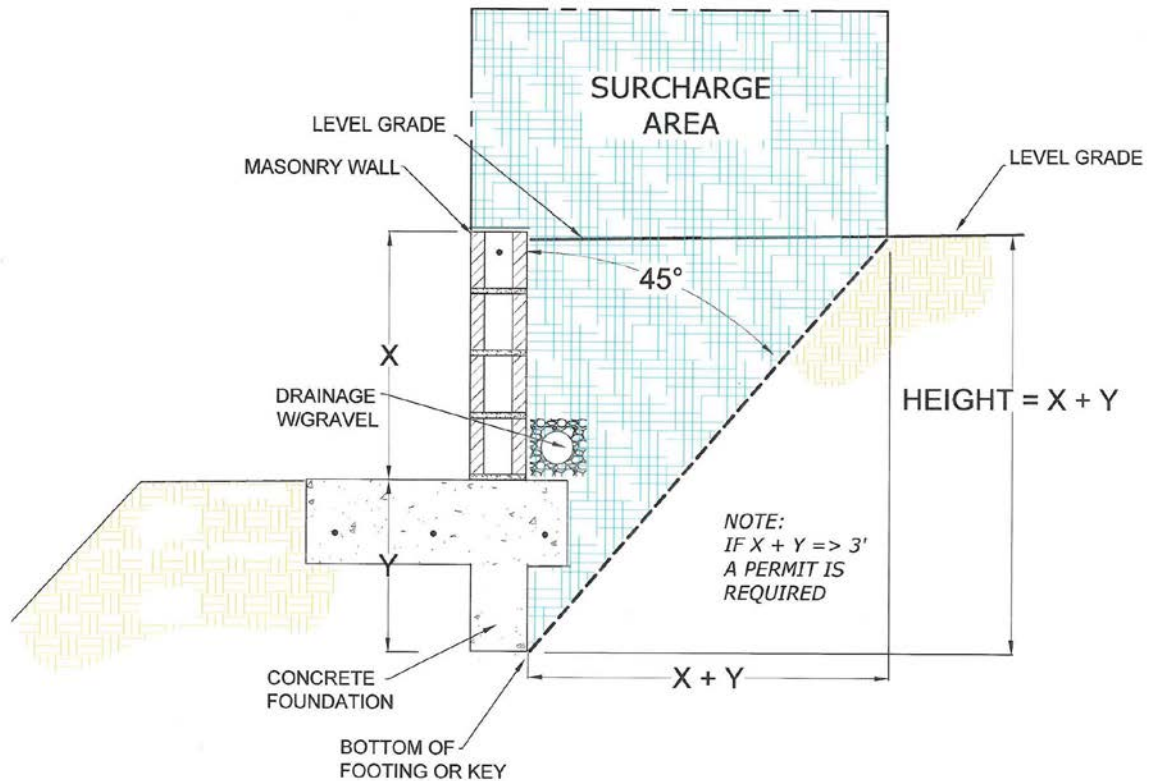 SURCHARGE
AREA
LEVEL GRADE
MASONRY WALL
LEVEL GRADE
45°
X
DRAINAGE
W/GRAVEL
HEIGHT = X + Y
Y
NOTE:
IF X + Y => 3'
A PERMIT IS
REQUIRED
CONCRETE
FOUNDATION
X + Y
BOTTOM OF
FOOTING OR KEY